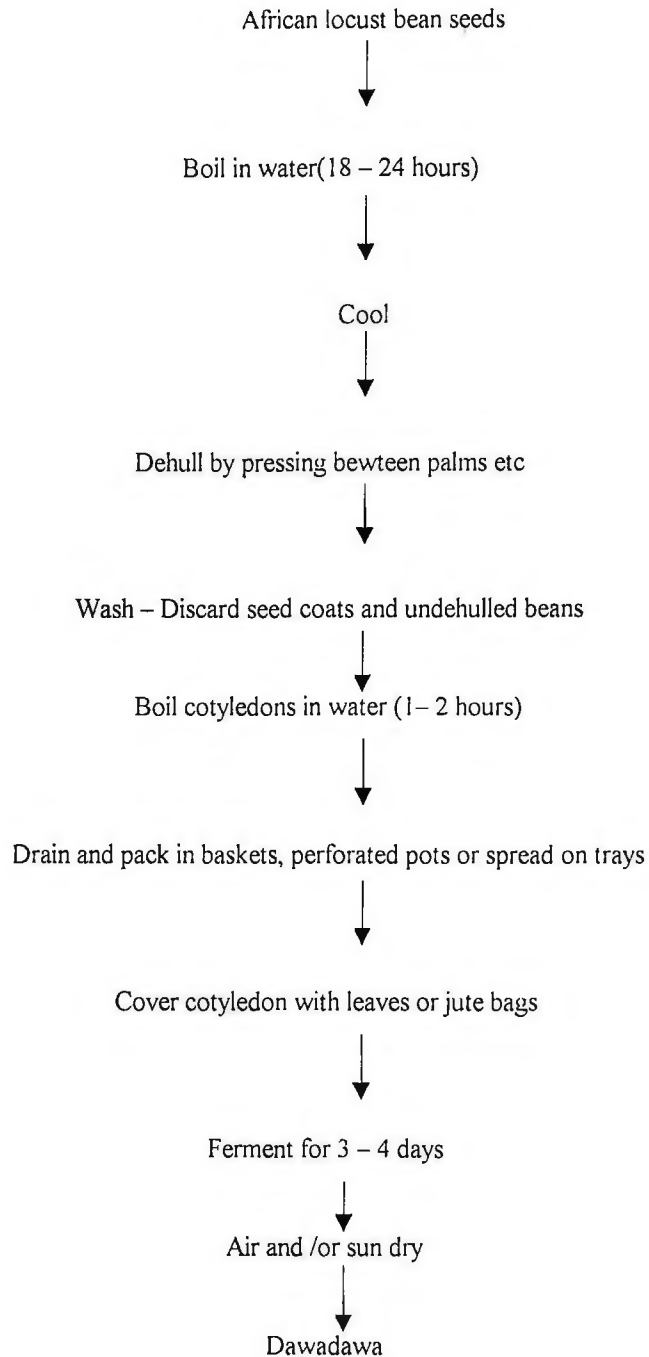 African locust bean seeds
Boil in water(18 – 24 hours)
Cool
Dehull by pressing bewteen palms etc
Wash – Discard seed coats and undehulled beans
Boil cotyledons in water (1– 2 hours)
Drain and pack in baskets, perforated pots or spread on trays
Cover cotyledon with leaves or jute bags
Ferment for 3 – 4 days
Air and /or sun dry
Dawadawa